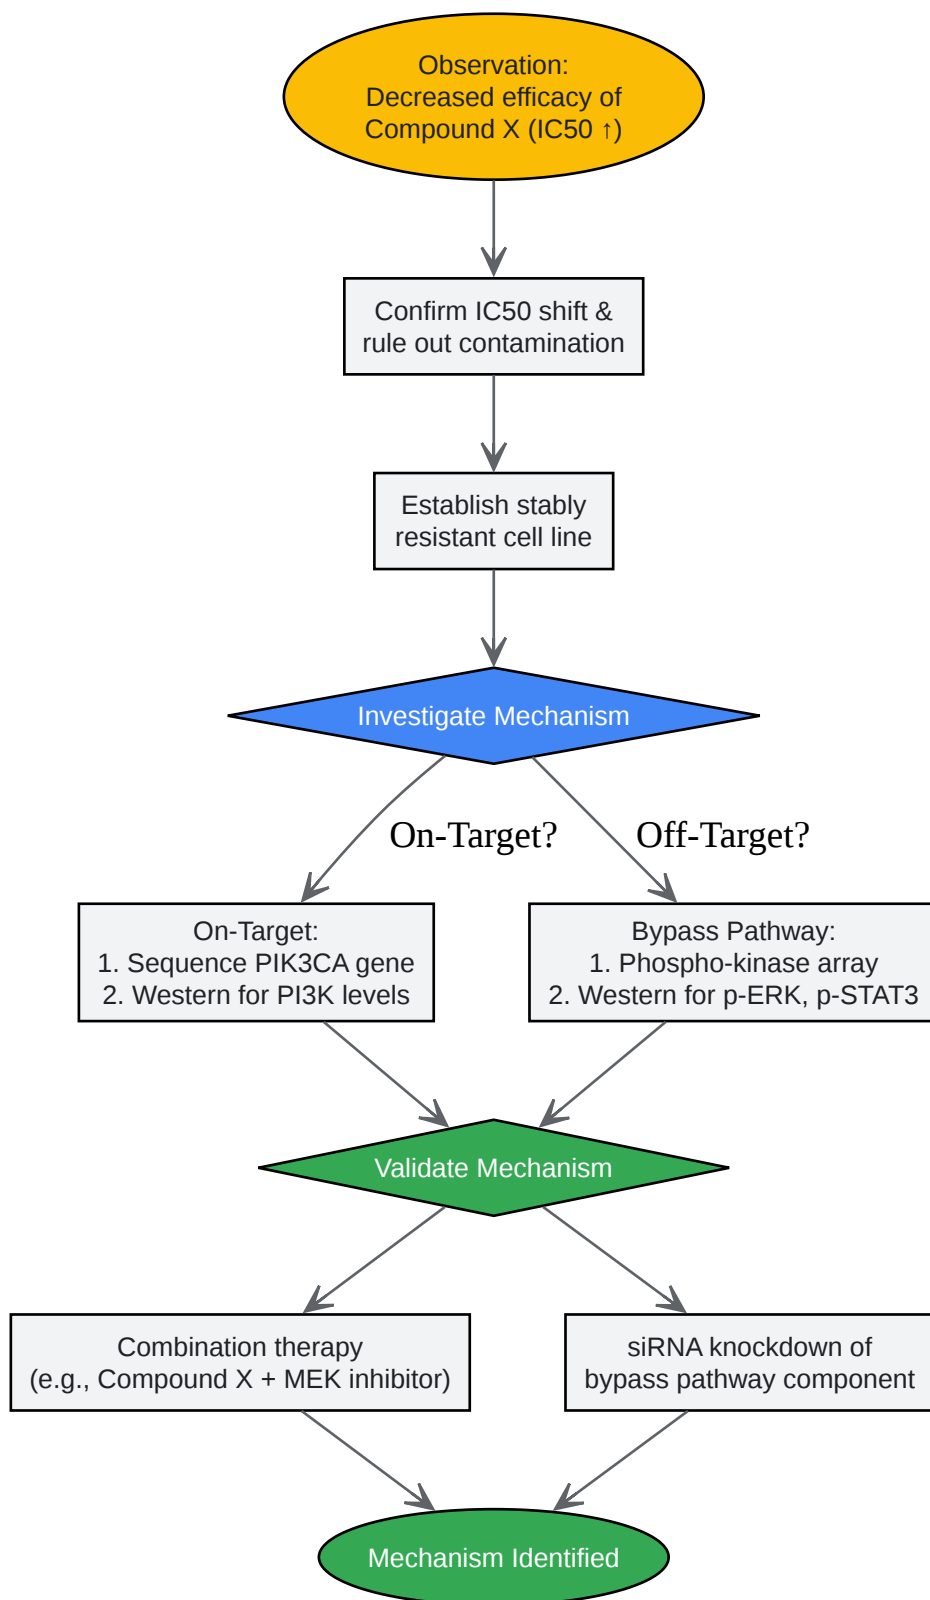 Observation:
Decreased efficacy of
Compound X (IC50 ↑)
Confirm IC50 shift &
rule out contamination
Establish stably
resistant cell line
Investigate Mechanism
On-Target?
Off-Target?
On-Target:
1. Sequence PIK3CA gene
2. Western for PI3K levels
Bypass Pathway:
1. Phospho-kinase array
2. Western for p-ERK, p-STAT3
Validate Mechanism
Combination therapy
(e.g., Compound X + MEK inhibitor)
siRNA knockdown of
bypass pathway component
Mechanism Identified